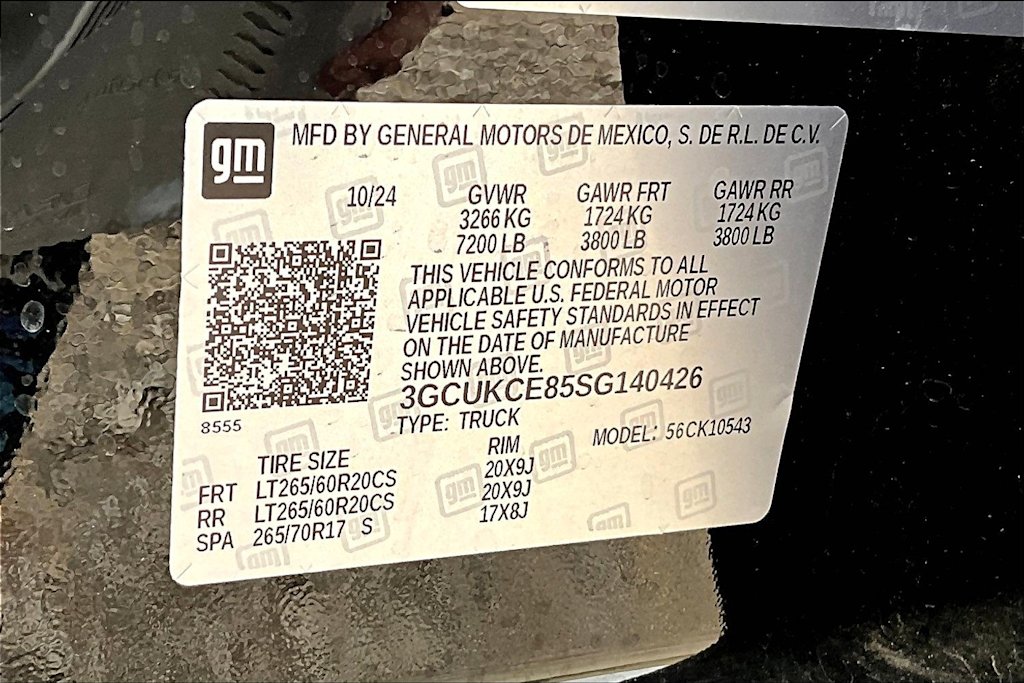 gm MFD BY GENERAL MOTORS DE MEXICO, S. DE R.L. DE C.V.
10/24 GVWR GAWR FRT GAWR RR
3266 KG 1724 KG 1724 KG
7200 LB 3800 LB 3800 LB
THIS VEHICLE CONFORMS TO ALL
APPLICABLE U.S. FEDERAL MOTOR
VEHICLE SAFETY STANDARDS IN EFFECT
ON THE DATE OF MANUFACTURE
SHOWN ABOVE.
3GCUKCE85SG140426
8555
TYPE: TRUCK MODEL: 56CK10543
TIRE SIZE RIM
FRT LT265/60R20CS 20X9J
RR LT265/60R20CS 20X9J
SPA 265/70R17 S 17X8J